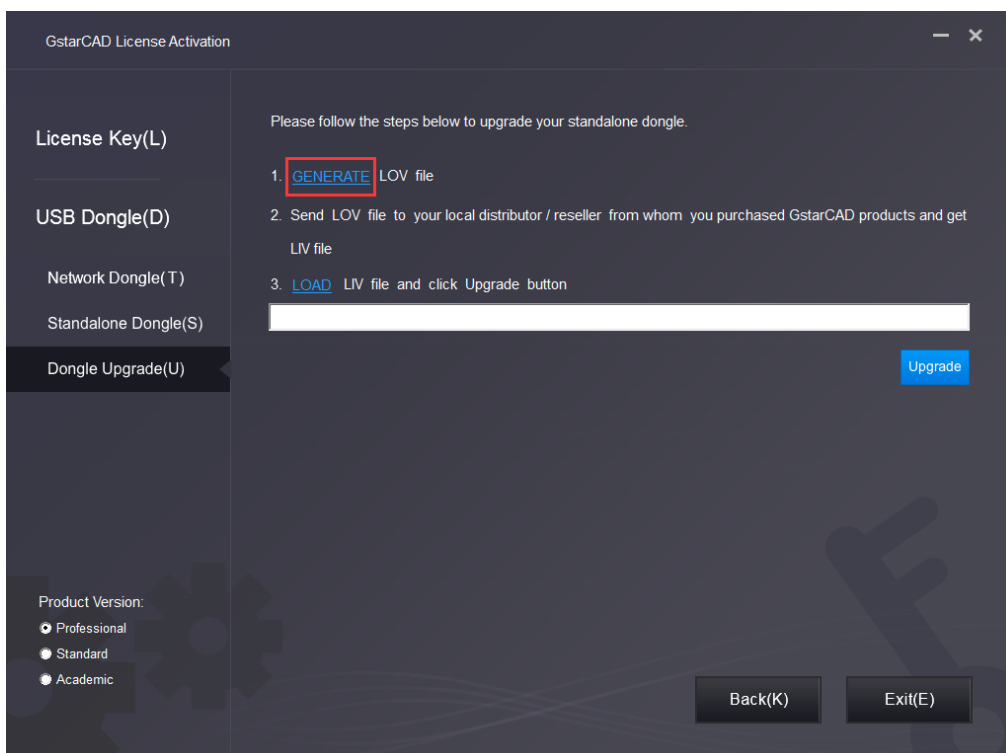 GstarCAD License Activation
License Key(L)
USB Dongle(D)
Network Dongle(T)
Standalone Dongle(S)
Dongle Upgrade(U)
Product Version:
Professional
Standard
Academic
Please follow the steps below to upgrade your standalone dongle.
1. GENERATE LOV file
2. Send LOV file to your local distributor / reseller from whom you purchased GstarCAD products and get
LIV file
3. LOAD LIV file and click Upgrade button
Upgrade
Back(K)
Exit(E)